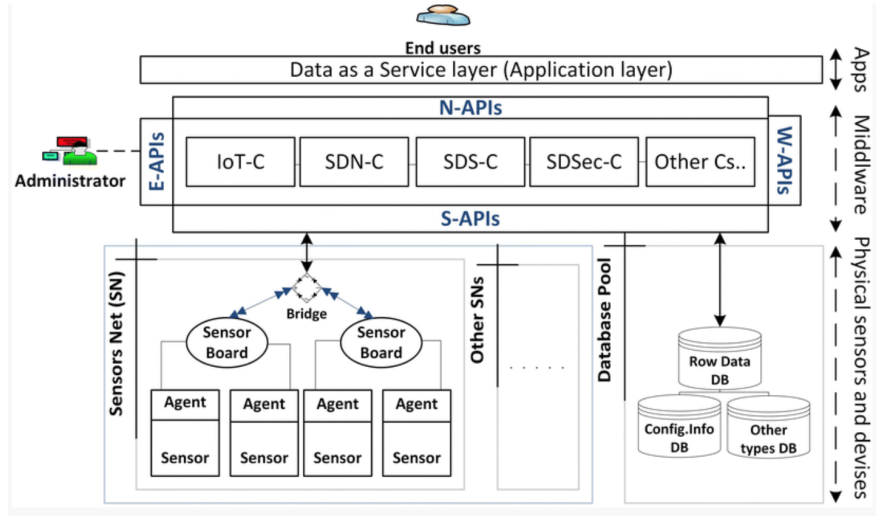 End users
Data as a Service layer (Application layer)
Apps
N-APIs
Administrator
E-APIs
IoT-C
SDN-C
SDS-C
SDSec-C
Other Cs..
W-APIs
Middlware
S-APIs
Sensors Net (SN)
Bridge
Sensor
Board
Sensor
Board
Agent
Sensor
Agent
Sensor
Agent
Sensor
Agent
Sensor
Other SNs
. . . . . .
Database Pool
Row Data
DB
Config.Info
DB
Other
types DB
Physical sensors and devises